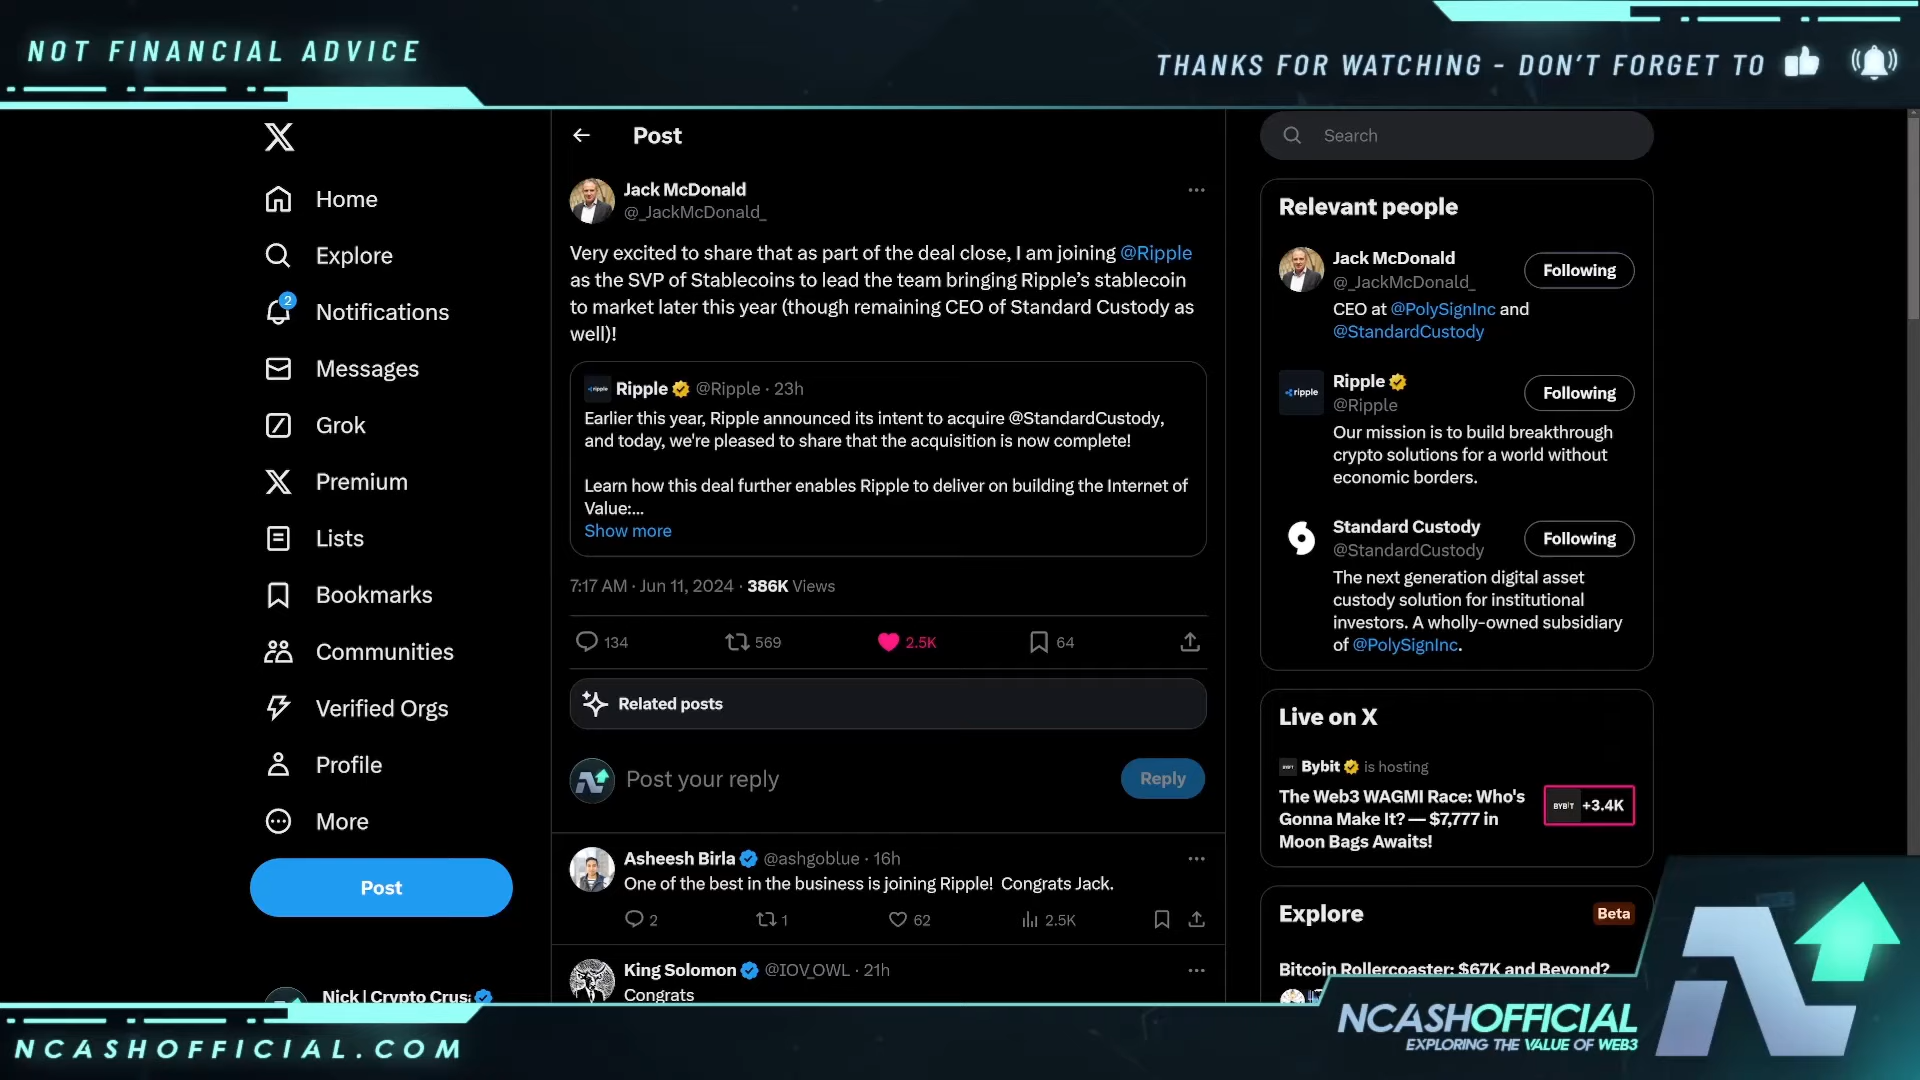 NOT FINANCIAL ADVICE
THANKS FOR WATCHING - DON'T FORGET TO
Home
Explore
2
Notifications
Messages
Grok
Premium
Lists
Bookmarks
Communities
Verified Orgs
Profile
More
Post
Nick | Crypto Crus
Post
Jack McDonald
@_JackMcDonald_
Very excited to share that as part of the deal close, I am joining @Ripple
as the SVP of Stablecoins to lead the team bringing Ripple’s stablecoin
to market later this year (though remaining CEO of Standard Custody as
well)!
ripple
Ripple @Ripple · 23h
Earlier this year, Ripple announced its intent to acquire @StandardCustody,
and today, we're pleased to share that the acquisition is now complete!
Learn how this deal further enables Ripple to deliver on building the Internet of
Value:...
Show more
7:17 AM · Jun 11, 2024 · 386K Views
134 569 2.5K 64
Related posts
Post your reply
Reply
Asheesh Birla @ashgoblue · 16h
One of the best in the business is joining Ripple! Congrats Jack.
2 1 62 2.5K
King Solomon @IOV_OWL · 21h
Congrats
Search
Relevant people
Jack McDonald
@_JackMcDonald_
Following
CEO at @PolySignInc and
@StandardCustody
ripple
Ripple
@Ripple
Following
Our mission is to build breakthrough
crypto solutions for a world without
economic borders.
Standard Custody
@StandardCustody
Following
The next generation digital asset
custody solution for institutional
investors. A wholly-owned subsidiary
of @PolySignInc.
Live on X
Bybit is hosting
The Web3 WAGMI Race: Who's
Gonna Make It? — $7,777 in
Moon Bags Awaits!
BYBIT +3.4K
Explore
Beta
Bitcoin Rollercoaster: $67K and Beyond?
NCASHOFFICIAL.COM
NCASHOFFICIAL
EXPLORING THE VALUE OF WEB3